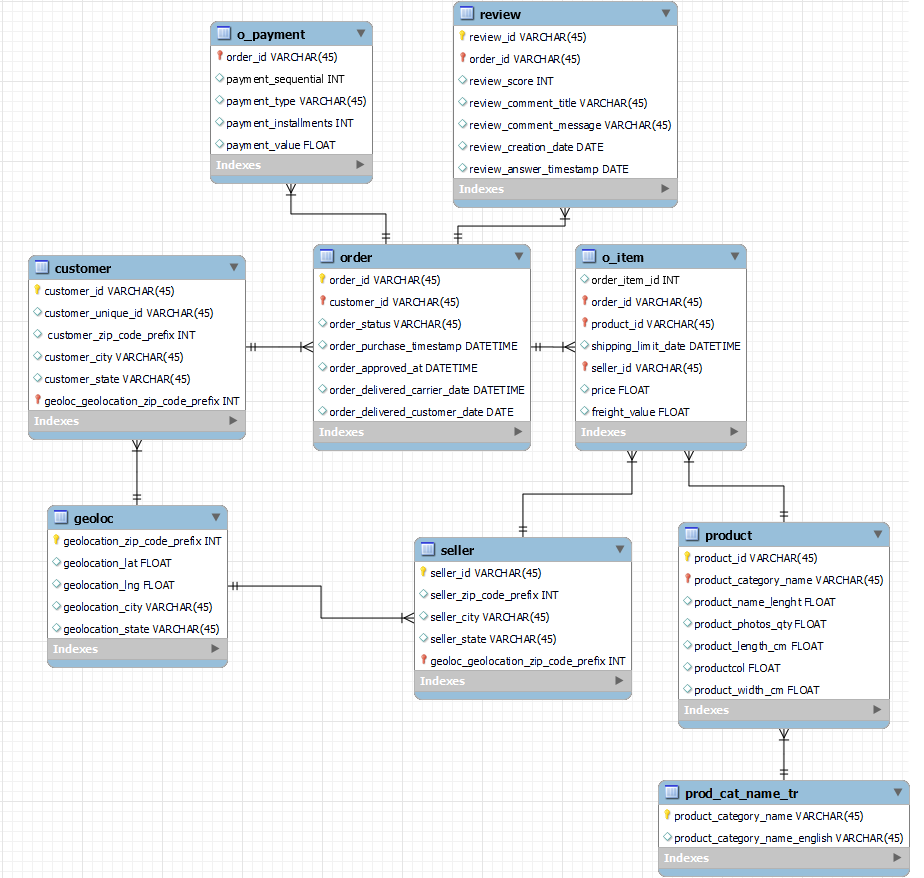 o_payment
order_id VARCHAR(45)
payment_sequential INT
payment_type VARCHAR(45)
payment_installments INT
payment_value FLOAT
Indexes
review
review_id VARCHAR(45)
order_id VARCHAR(45)
review_score INT
review_comment_title VARCHAR(45)
review_comment_message VARCHAR(45)
review_creation_date DATE
review_answer_timestamp DATE
Indexes
customer
customer_id VARCHAR(45)
customer_unique_id VARCHAR(45)
customer_zip_code_prefix INT
customer_city VARCHAR(45)
customer_state VARCHAR(45)
geoloc_geolocation_zip_code_prefix INT
Indexes
order
order_id VARCHAR(45)
customer_id VARCHAR(45)
order_status VARCHAR(45)
order_purchase_timestamp DATETIME
order_approved_at DATETIME
order_delivered_carrier_date DATETIME
order_delivered_customer_date DATE
Indexes
o_item
order_item_id INT
order_id VARCHAR(45)
product_id VARCHAR(45)
shipping_limit_date DATETIME
seller_id VARCHAR(45)
price FLOAT
freight_value FLOAT
Indexes
geoloc
geolocation_zip_code_prefix INT
geolocation_lat FLOAT
geolocation_lng FLOAT
geolocation_city VARCHAR(45)
geolocation_state VARCHAR(45)
Indexes
seller
seller_id VARCHAR(45)
seller_zip_code_prefix INT
seller_city VARCHAR(45)
seller_state VARCHAR(45)
geoloc_geolocation_zip_code_prefix INT
Indexes
product
product_id VARCHAR(45)
product_category_name VARCHAR(45)
product_name_lenght FLOAT
product_photos_qty FLOAT
product_length_cm FLOAT
productcol FLOAT
product_width_cm FLOAT
Indexes
prod_cat_name_tr
product_category_name VARCHAR(45)
product_category_name_english VARCHAR(45)
Indexes